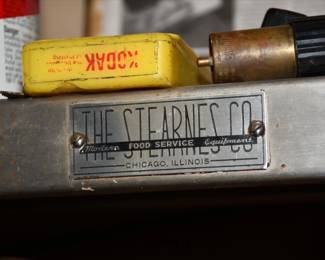 KODAK
THE STEARNES CO
Modern FOOD SERVICE Equipment
CHICAGO, ILLINOIS